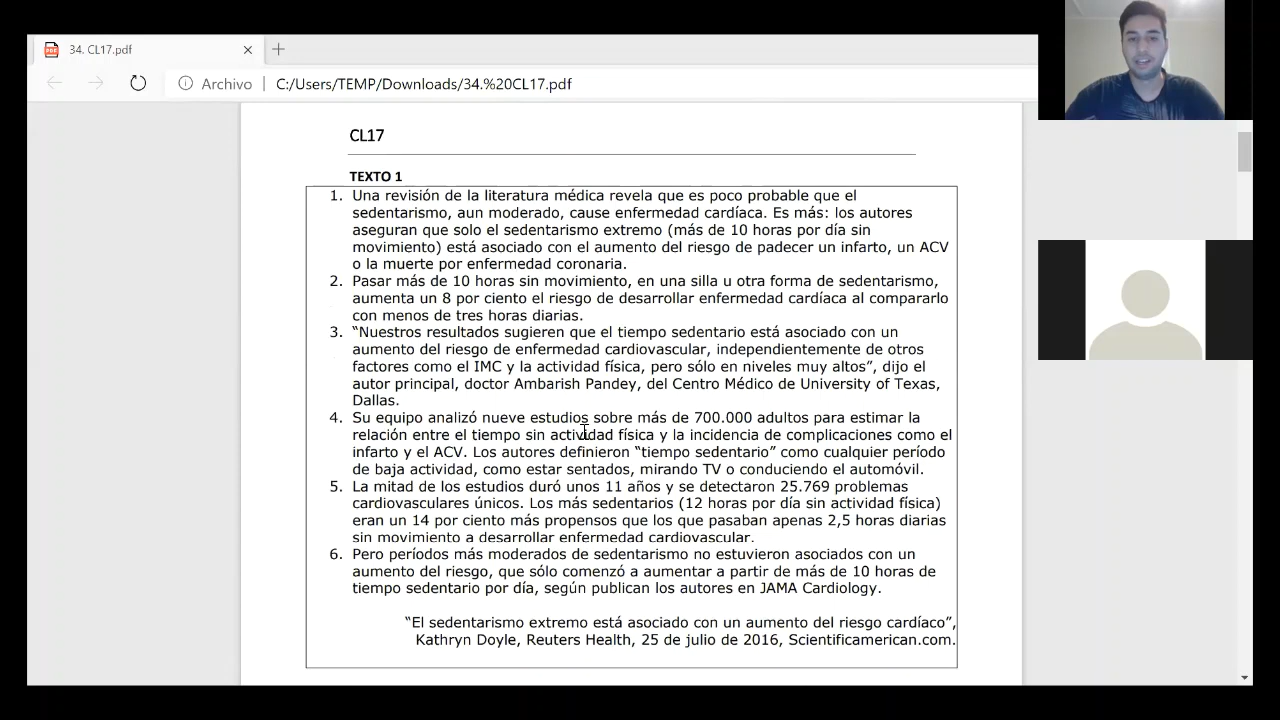 34. CL17.pdf
Archivo | C:/Users/TEMP/Downloads/34.%20CL17.pdf
CL17
TEXTO 1
1. Una revisión de la literatura médica revela que es poco probable que el
sedentarismo, aun moderado, cause enfermedad cardíaca. Es más: los autores
aseguran que solo el sedentarismo extremo (más de 10 horas por día sin
movimiento) está asociado con el aumento del riesgo de padecer un infarto, un ACV
o la muerte por enfermedad coronaria.
2. Pasar más de 10 horas sin movimiento, en una silla u otra forma de sedentarismo,
aumenta un 8 por ciento el riesgo de desarrollar enfermedad cardíaca al compararlo
con menos de tres horas diarias.
3. “Nuestros resultados sugieren que el tiempo sedentario está asociado con un
aumento del riesgo de enfermedad cardiovascular, independientemente de otros
factores como el IMC y la actividad física, pero sólo en niveles muy altos”, dijo el
autor principal, doctor Ambarish Pandey, del Centro Médico de University of Texas,
Dallas.
4. Su equipo analizó nueve estudios sobre más de 700.000 adultos para estimar la
relación entre el tiempo sin actividad física y la incidencia de complicaciones como el
infarto y el ACV. Los autores definieron “tiempo sedentario” como cualquier período
de baja actividad, como estar sentados, mirando TV o conduciendo el automóvil.
5. La mitad de los estudios duró unos 11 años y se detectaron 25.769 problemas
cardiovasculares únicos. Los más sedentarios (12 horas por día sin actividad física)
eran un 14 por ciento más propensos que los que pasaban apenas 2,5 horas diarias
sin movimiento a desarrollar enfermedad cardiovascular.
6. Pero períodos más moderados de sedentarismo no estuvieron asociados con un
aumento del riesgo, que sólo comenzó a aumentar a partir de más de 10 horas de
tiempo sedentario por día, según publican los autores en JAMA Cardiology.
“El sedentarismo extremo está asociado con un aumento del riesgo cardíaco”,
Kathryn Doyle, Reuters Health, 25 de julio de 2016, Scientificamerican.com.